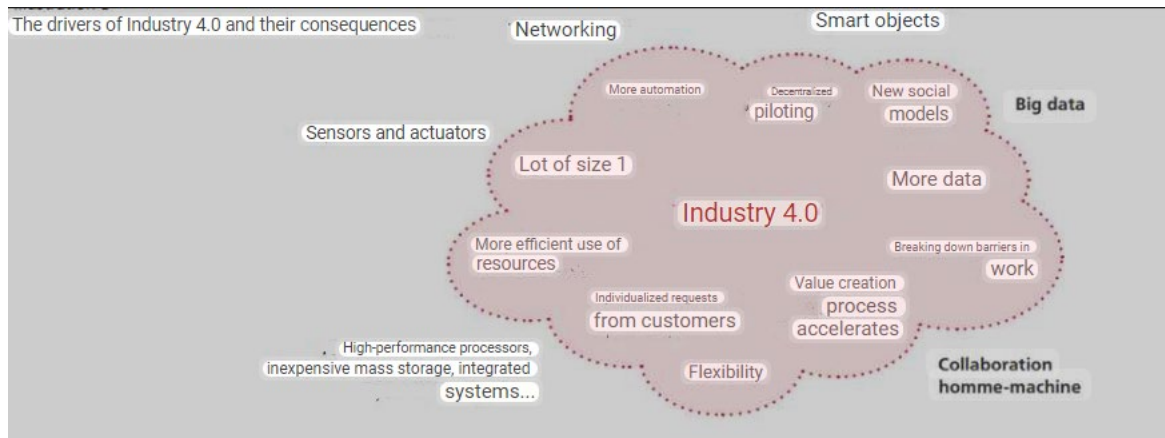 The drivers of Industry 4.0 and their consequences
Networking
Smart objects
More automation
Decentralized
piloting
New social
models
Big data
Sensors and actuators
Lot of size 1
More data
Industry 4.0
More efficient use of
resources
Breaking down barriers in
work
Value creation
process
accelerates
Individualized requests
from customers
High-performance processors,
inexpensive mass storage, integrated
systems...
Flexibility
Collaboration
homme-machine